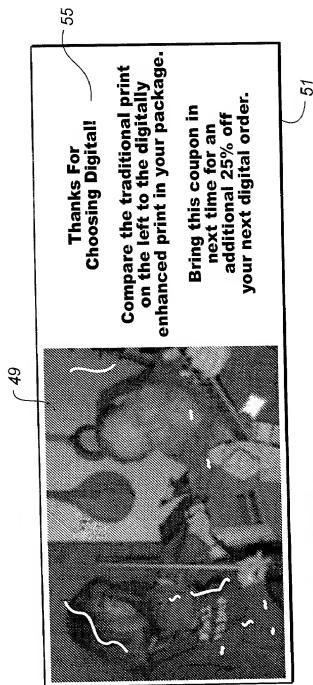 55
Thanks For
Choosing Digital!
Compare the traditional print
on the left to the digitally
enhanced print in your package.
Bring this coupon in
next time for an
additional 25% off
your next digital order.
49
51